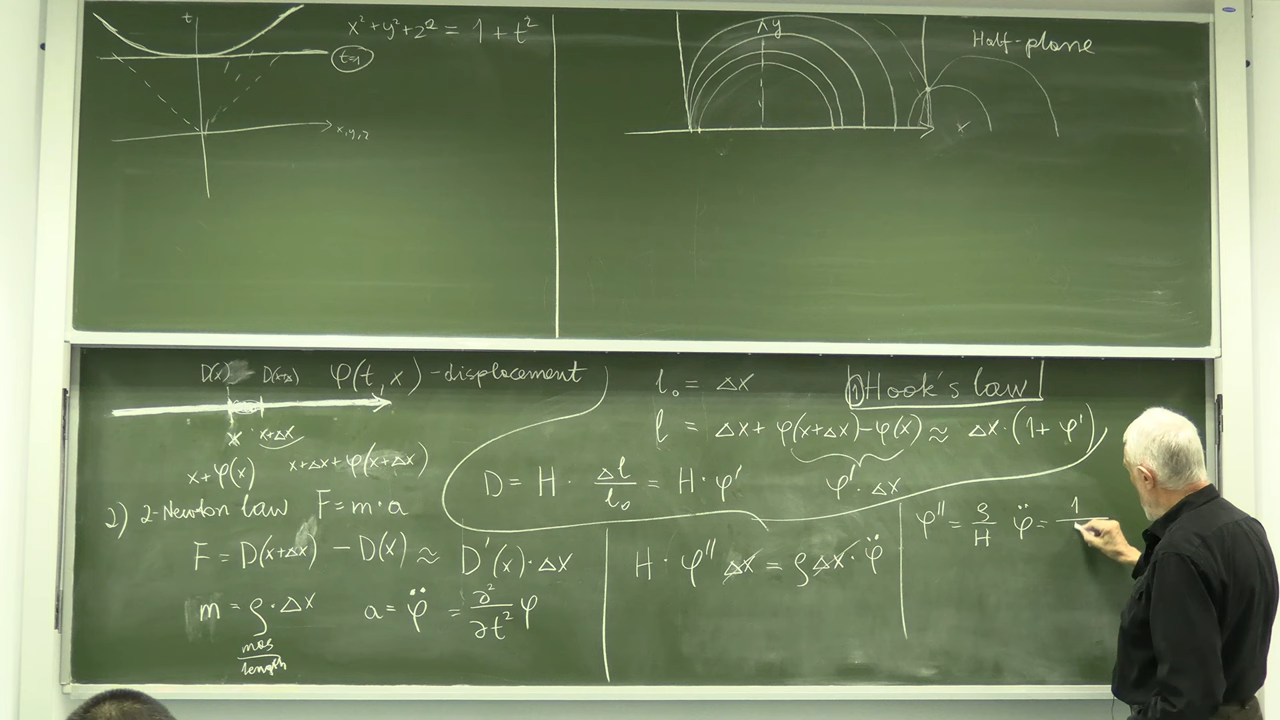 t
x² + y² + z² = 1 + t²
t=1
x,y,z
y
x
Half-plane
D(x) D(x+Δx) φ(t, x) - displacement
x x+Δx
x+φ(x) x+Δx+φ(x+Δx)
l₀ = Δx
1) Hook's law
l = Δx + φ(x+Δx) - φ(x) ≈ Δx·(1+ φ')
φ'·Δx
D = H · Δl/l₀ = H · φ'
2) 2-Newton law F=m·a
F = D(x+Δx) - D(x) ≈ D'(x)·Δx
m = ρ·Δx a = φ̈ = ∂²/∂t² φ
mas/length
H · φ'' Δx = ρ Δx · φ̈
φ'' = ρ/H φ̈ = 1/